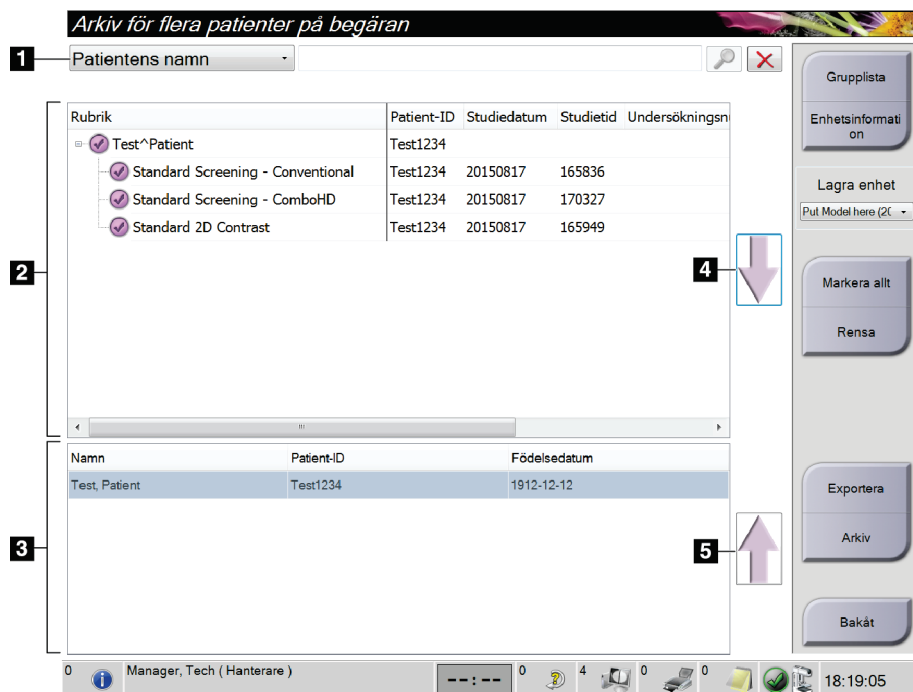 Arkiv för flera patienter på begäran
1
Patientens namn
Grupplista
Enhetsinformati
on
Lagra enhet
Put Model here (20
Markera allt
Rensa
Exportera
Arkiv
Bakåt
2
Rubrik Patient-ID Studiedatum Studietid Undersökningsn
Test^Patient Test1234
Standard Screening - Conventional Test1234 20150817 165836
Standard Screening - ComboHD Test1234 20150817 170327
Standard 2D Contrast Test1234 20150817 165949
4
3
Namn Patient-ID Födelsedatum
Test, Patient Test1234 1912-12-12
5
0 Manager, Tech ( Hanterare ) --:-- 0 4 0 0 18:19:05